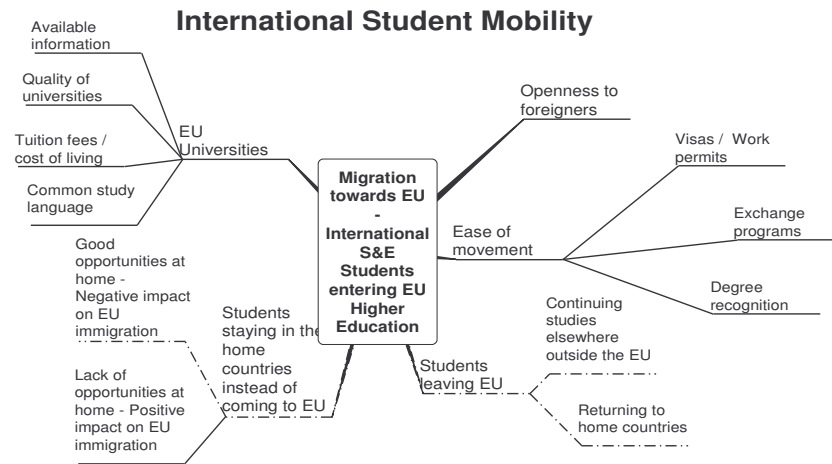 International Student Mobility
Available
information
Quality of
universities
Tuition fees /
cost of living
Common study
language
EU
Universities
Openness to
foreigners
Visas / Work
permits
Exchange
programs
Degree
recognition
Ease of
movement
Migration
towards EU
-
International
S&E
Students
entering EU
Higher
Education
Good
opportunities at
home -
Negative impact
on EU
immigration
Lack of
opportunities at
home - Positive
impact on EU
immigration
Students
staying in the
home
countries
instead of
coming to EU
Students
leaving EU
Continuing
studies
elsewhere
outside the EU
Returning to
home countries